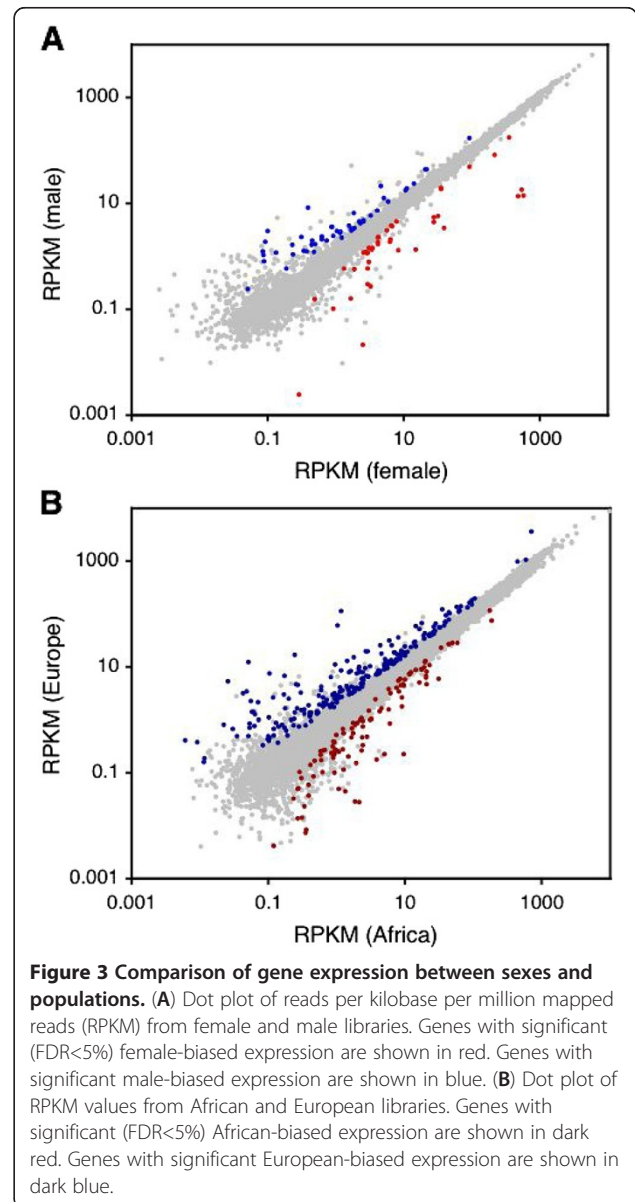 A
1000
10
0.1
0.001
RPKM (male)
0.001 0.1 10 1000
RPKM (female)
B
1000
10
0.1
0.001
RPKM (Europe)
0.001 0.1 10 1000
RPKM (Africa)
Figure 3 Comparison of gene expression between sexes and
populations. (A) Dot plot of reads per kilobase per million mapped
reads (RPKM) from female and male libraries. Genes with significant
(FDR<5%) female-biased expression are shown in red. Genes with
significant male-biased expression are shown in blue. (B) Dot plot of
RPKM values from African and European libraries. Genes with
significant (FDR<5%) African-biased expression are shown in dark
red. Genes with significant European-biased expression are shown in
dark blue.